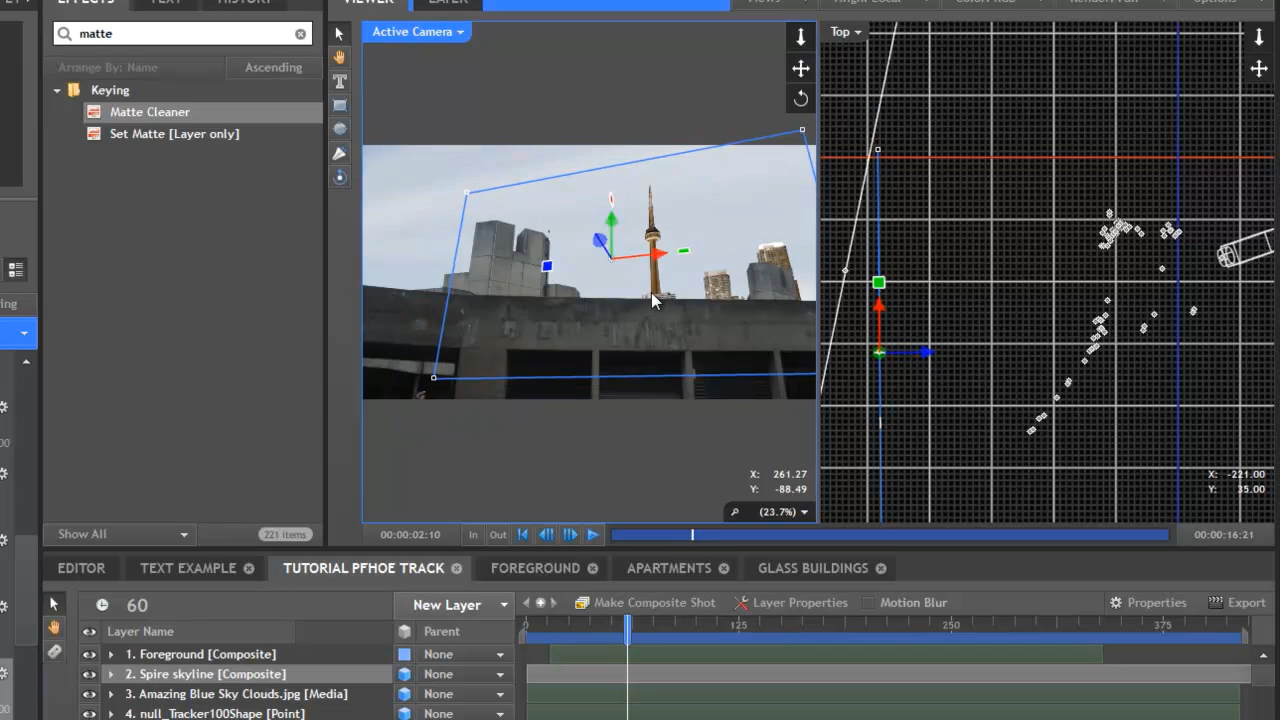 EFFECTS TEXT HISTORY
matte
Arrange By: Name Ascending
Keying
Matte Cleaner
Set Matte [Layer only]
Show All
221 items
VIEWER LAYER
Active Camera
X: 261.27
Y: -88.49
(23.7%)
Views
Color: RGB
Options
Top
X: -221.00
Y: 35.00
00:00:02:10 In Out 00:00:16:21
EDITOR TEXT EXAMPLE TUTORIAL PFHOE TRACK FOREGROUND APARTMENTS GLASS BUILDINGS
60 New Layer Make Composite Shot Layer Properties Motion Blur Properties Export
Layer Name Parent
0 125 250 375
1. Foreground [Composite] None
2. Spire skyline [Composite] None
3. Amazing Blue Sky Clouds.jpg [Media] None
4. null_Tracker100Shape [Point] None